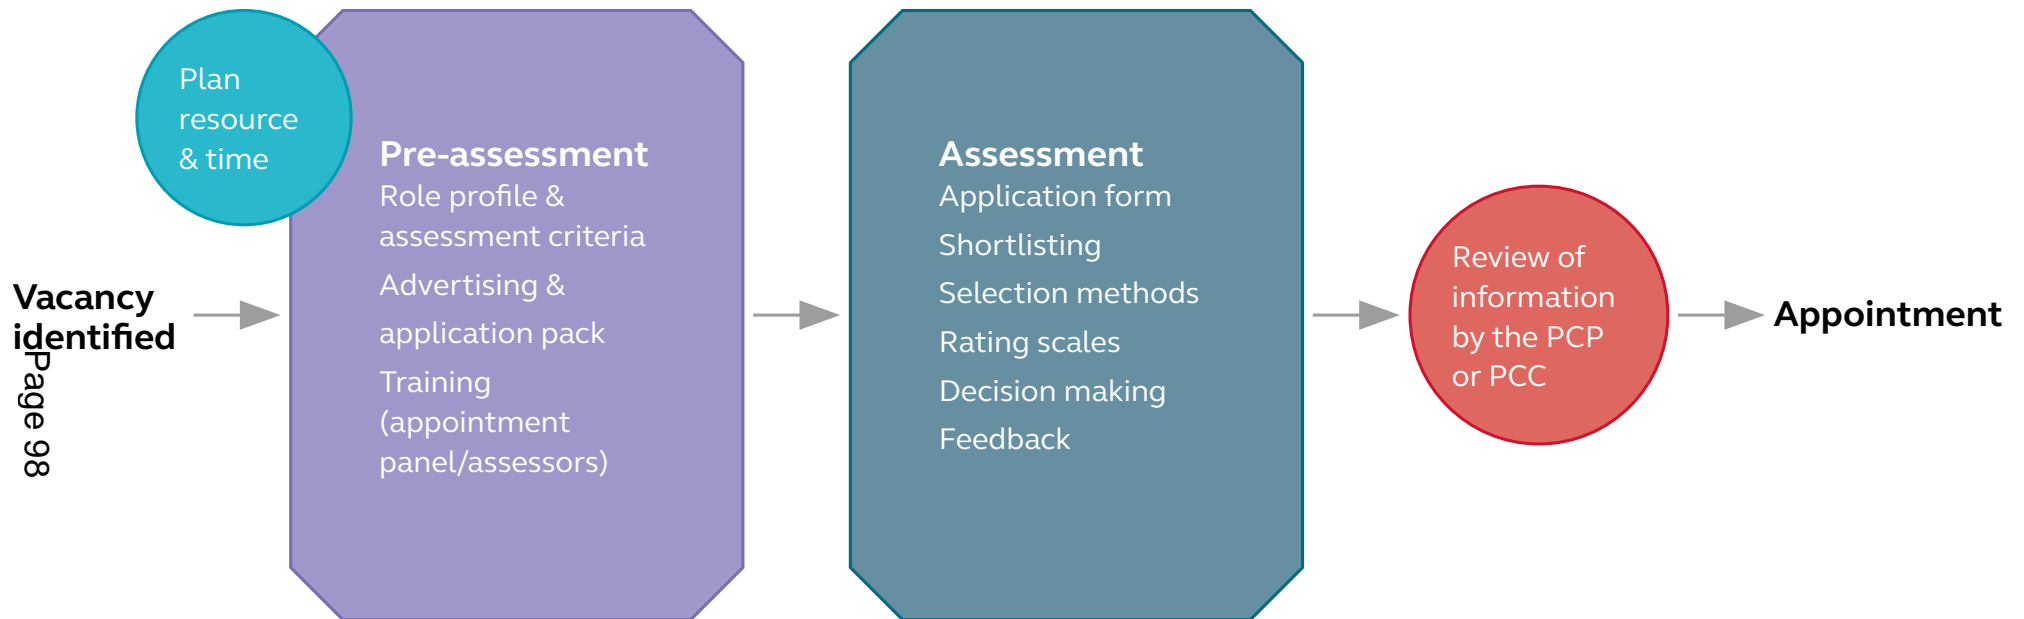 Plan
resource
& time
Vacancy
identified
Page 98
Pre-assessment
Role profile &
assessment criteria
Advertising &
application pack
Training
(appointment
panel/assessors)
Assessment
Application form
Shortlisting
Selection methods
Rating scales
Decision making
Feedback
Review of
information
by the PCP
or PCC
Appointment